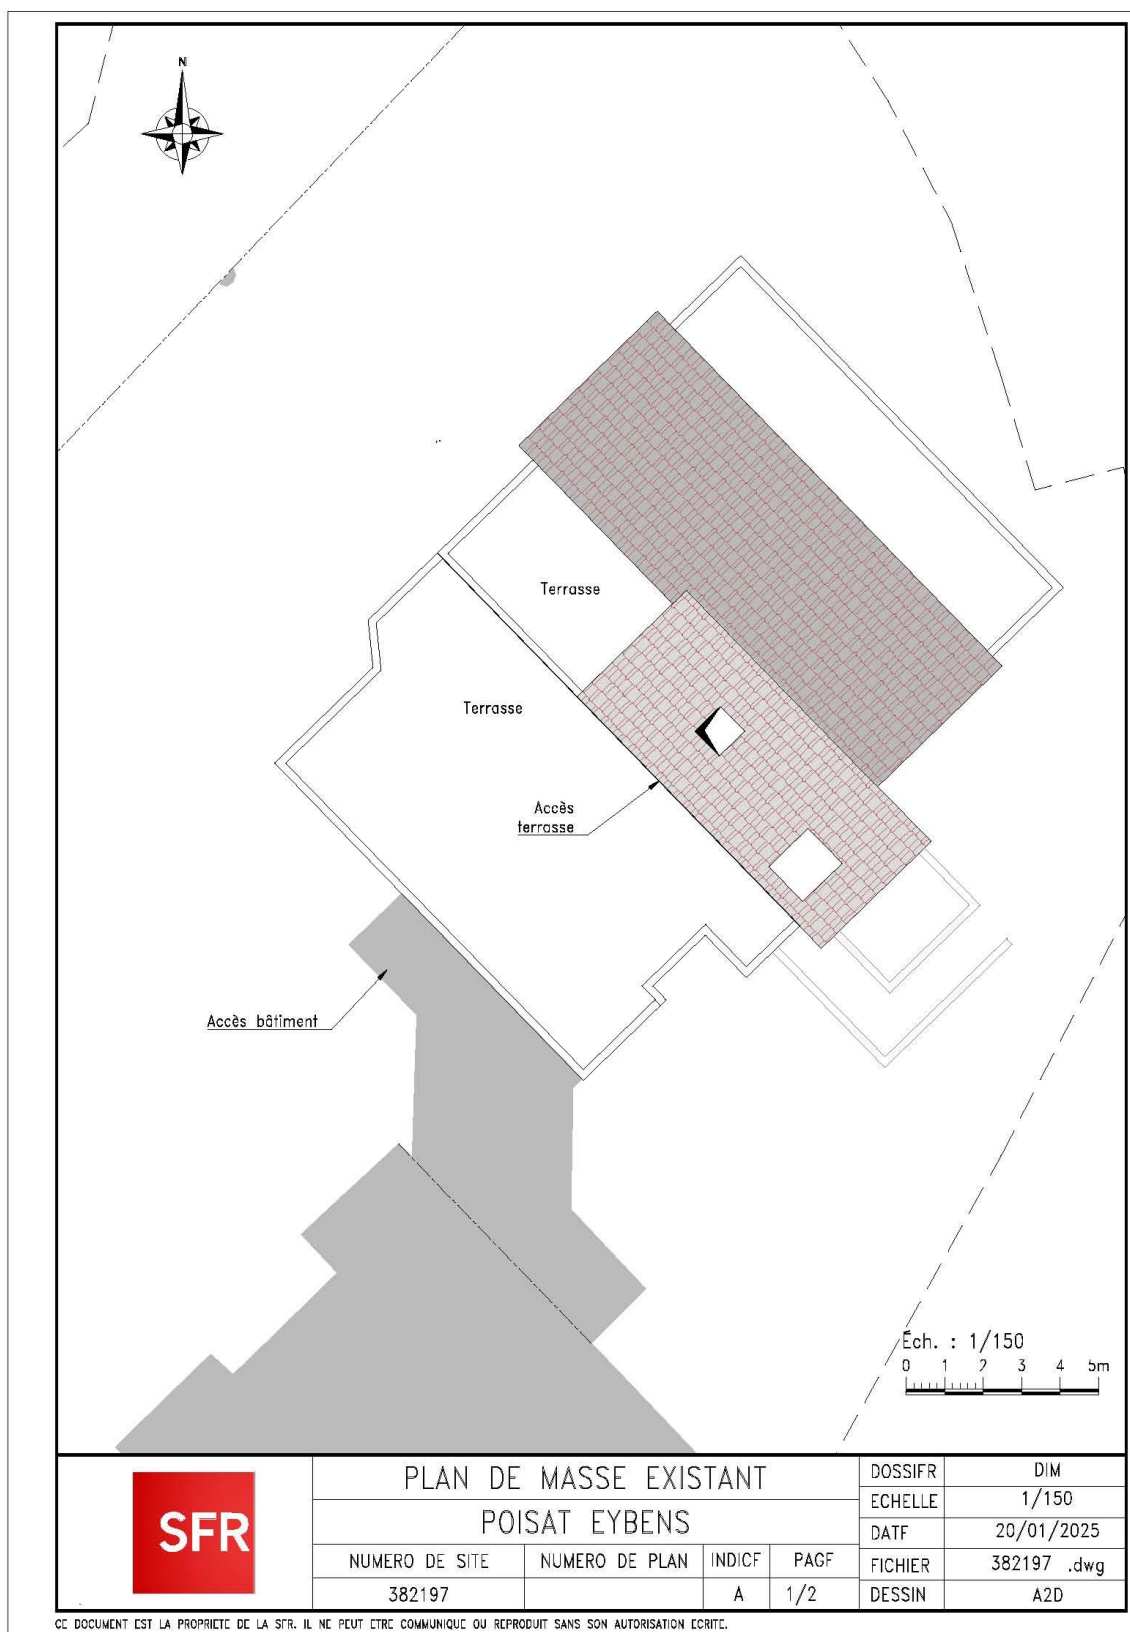 N
Terrasse
Terrasse
Accès
terrasse
Accès bâtiment
Éch. : 1/150
0 1 2 3 4 5m
SFR
PLAN DE MASSE EXISTANT
POISAT EYBENS
NUMERO DE SITE NUMERO DE PLAN INDICE PAGE
382197 A 1/2
DOSSIER DIM
ECHELLE 1/150
DATE 20/01/2025
FICHIER 382197 .dwg
DESSIN A2D
CE DOCUMENT EST LA PROPRIETE DE LA SFR. IL NE PEUT ETRE COMMUNIQUE OU REPRODUIT SANS SON AUTORISATION ECRITE.